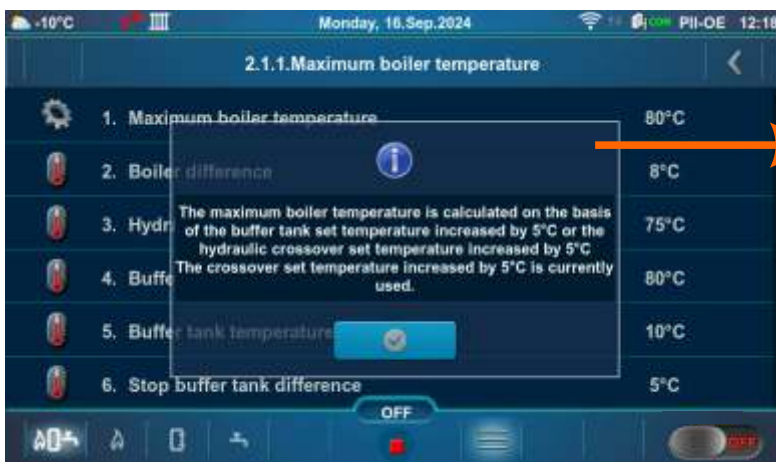 -10°C Monday, 16.Sep.2024 PII-OE 12:18
2.1.1.Maximum boiler temperature
1. Maximum boiler temperature 80°C
2. Boiler difference 8°C
The maximum boiler temperature is calculated on the basis
of the buffer tank set temperature increased by 5°C or the
3. Hydr 75°C
hydraulic crossover set temperature increased by 5°C
The crossover set temperature increased by 5°C is currently
4. Buffe 80°C
used.
5. Buffer tank temperature 10°C
6. Stop buffer tank difference 5°C
OFF
OFF